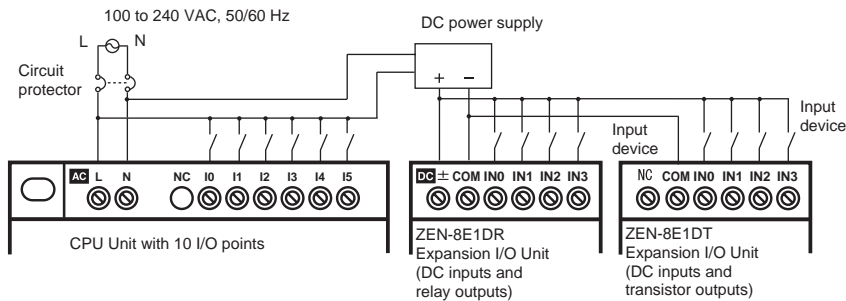 100 to 240 VAC, 50/60 Hz
L N
Circuit
protector
DC power supply
+ −
Input
device
Input
device
AC L N NC I0 I1 I2 I3 I4 I5
DC ± COM IN0 IN1 IN2 IN3
NC COM IN0 IN1 IN2 IN3
CPU Unit with 10 I/O points
ZEN-8E1DR
Expansion I/O Unit
(DC inputs and
relay outputs)
ZEN-8E1DT
Expansion I/O Unit
(DC inputs and
transistor outputs)